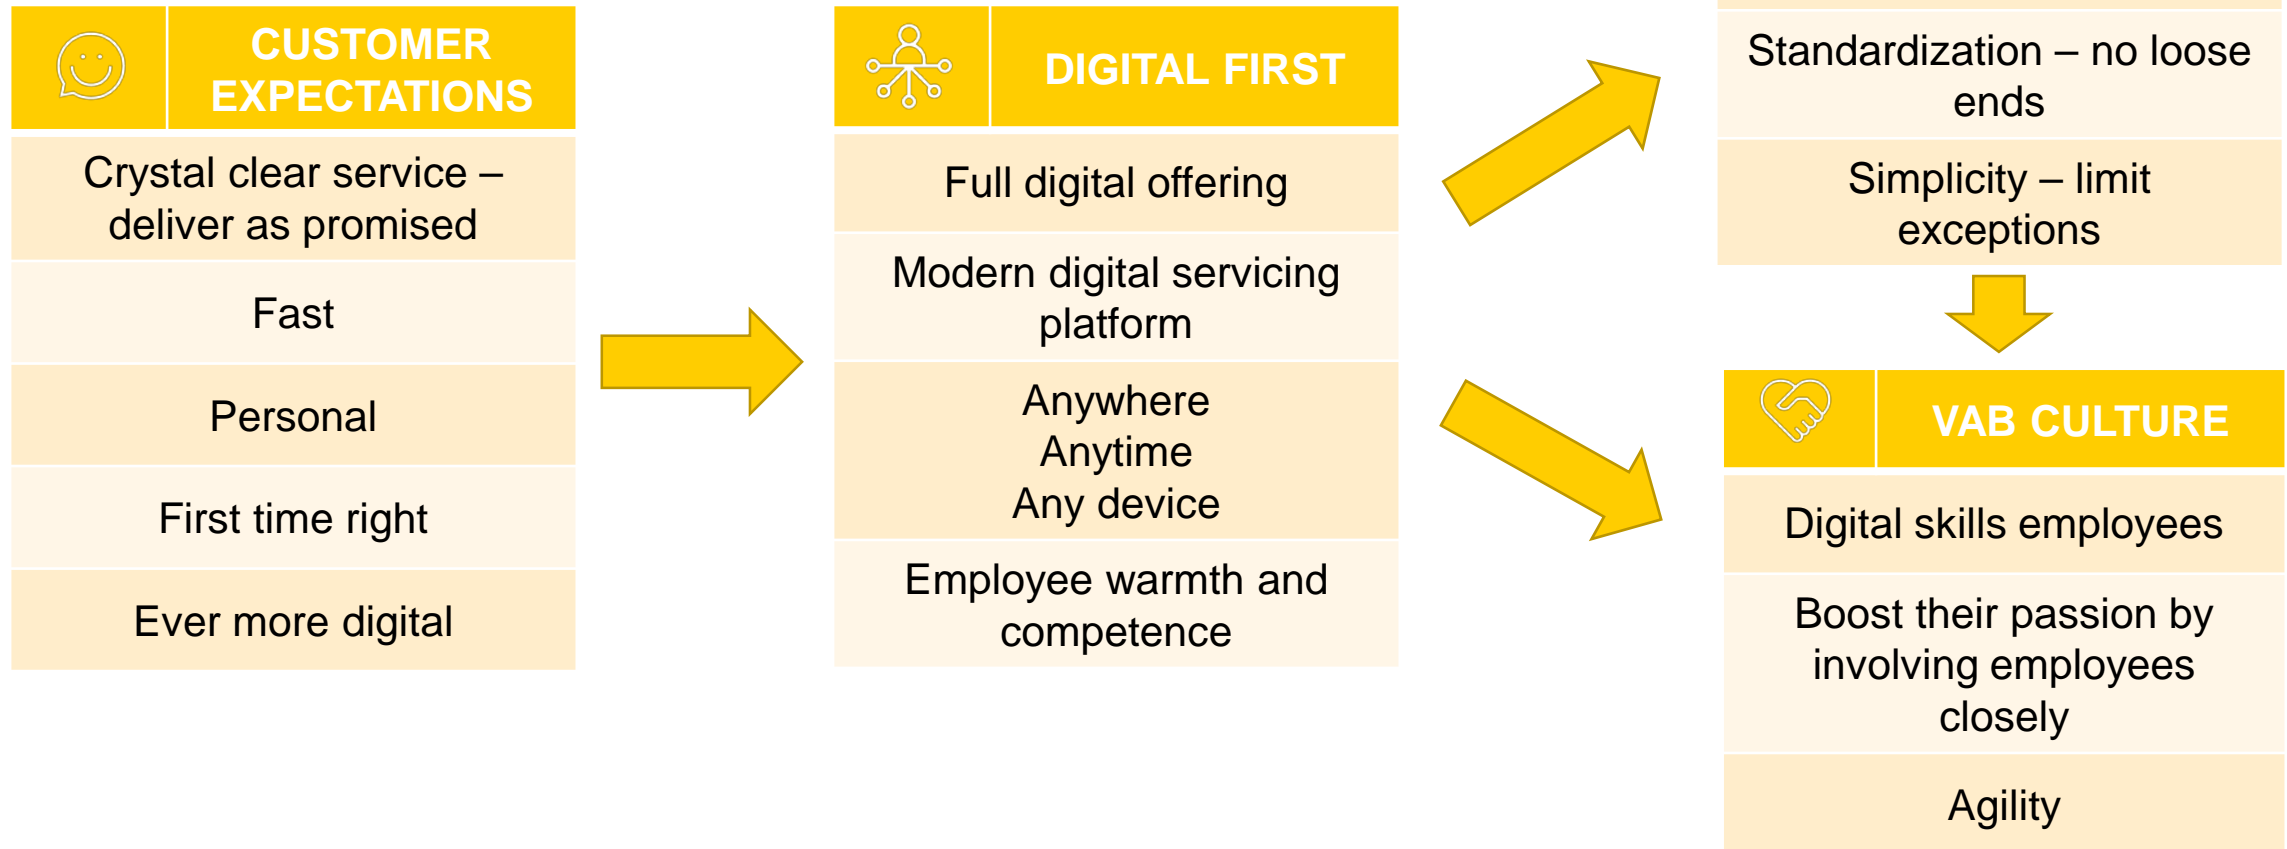 CUSTOMER
EXPECTATIONS
Crystal clear service –
deliver as promised
Fast
Personal
First time right
Ever more digital
DIGITAL FIRST
Full digital offering
Modern digital servicing
platform
Anywhere
Anytime
Any device
Employee warmth and
competence
Standardization – no loose
ends
Simplicity – limit
exceptions
VAB CULTURE
Digital skills employees
Boost their passion by
involving employees
closely
Agility